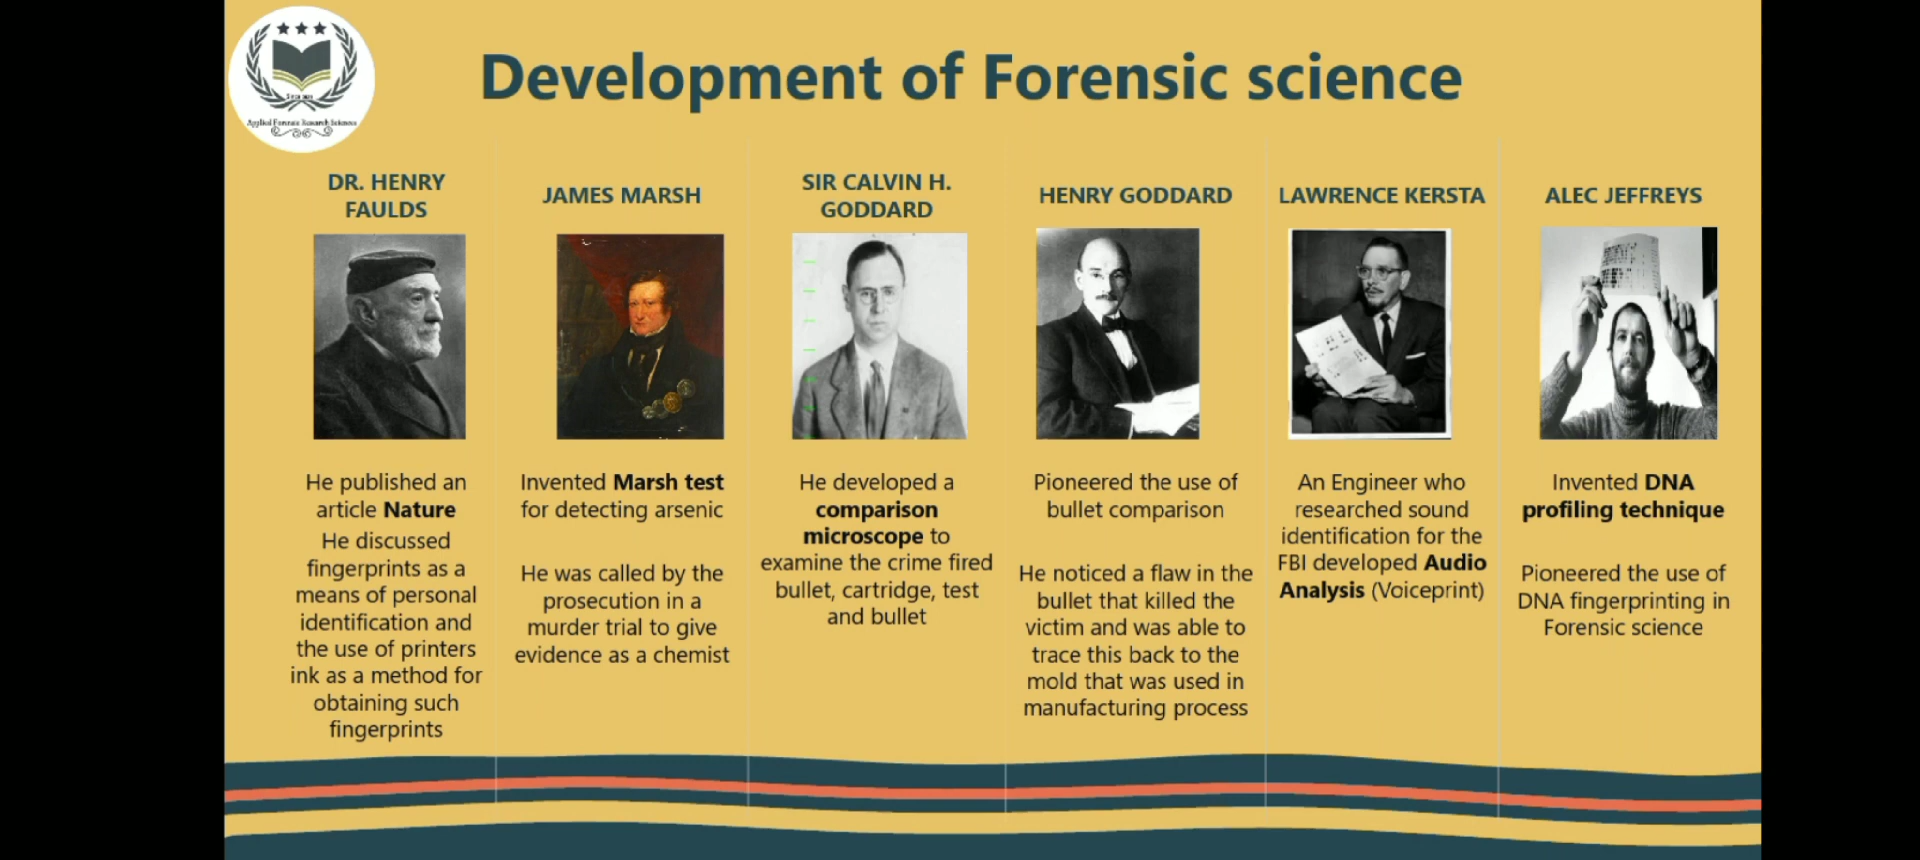 Development of Forensic science
Applied Forensic Research Sciences
DR. HENRY
FAULDS
He published an
article Nature
He discussed
fingerprints as a
means of personal
identification and
the use of printers
ink as a method for
obtaining such
fingerprints
JAMES MARSH
Invented Marsh test
for detecting arsenic
He was called by the
prosecution in a
murder trial to give
evidence as a chemist
SIR CALVIN H.
GODDARD
He developed a
comparison
microscope to
examine the crime fired
bullet, cartridge, test
and bullet
HENRY GODDARD
Pioneered the use of
bullet comparison
He noticed a flaw in the
bullet that killed the
victim and was able to
trace this back to the
mold that was used in
manufacturing process
LAWRENCE KERSTA
An Engineer who
researched sound
identification for the
FBI developed Audio
Analysis (Voiceprint)
ALEC JEFFREYS
Invented DNA
profiling technique
Pioneered the use of
DNA fingerprinting in
Forensic science